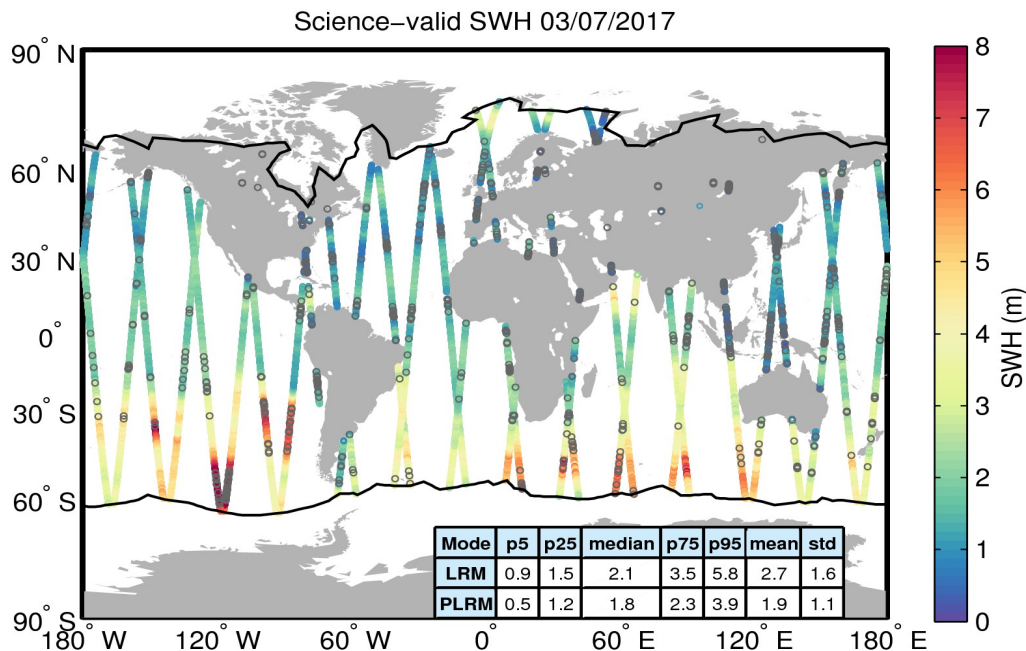 Science-valid SWH 03/07/2017
90° N
60° N
30° N
0°
30° S
60° S
90° S
180° W
120° W
60° W
0°
60° E
120° E
180° E
Mode p5 p25 median p75 p95 mean std
LRM 0.9 1.5 2.1 3.5 5.8 2.7 1.6
PLRM 0.5 1.2 1.8 2.3 3.9 1.9 1.1
8
7
6
5
4
3
2
1
0
SWH (m)